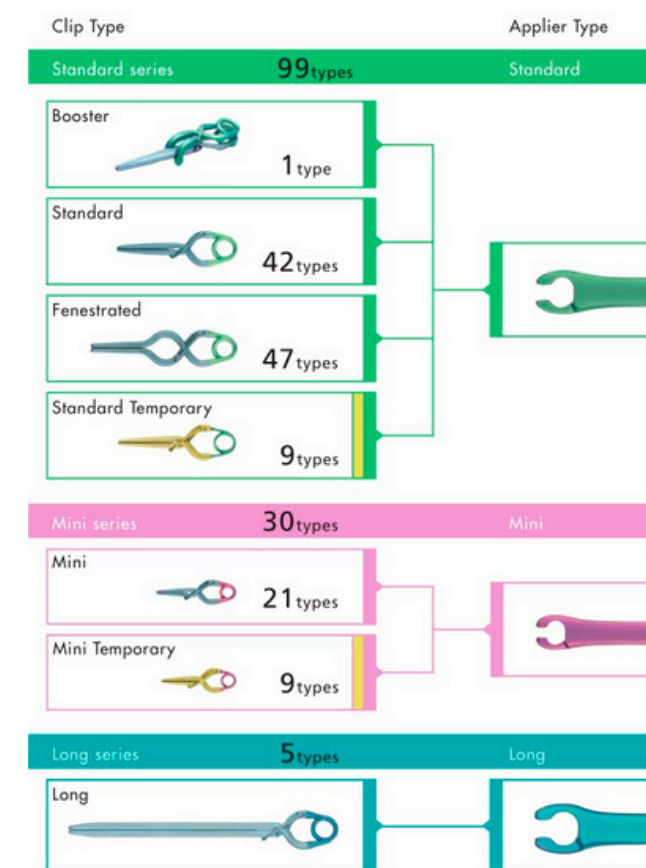 Clip Type Applier Type
Standard series 99types Standard
Booster
1type
Standard
42types
Fenestrated
47types
Standard Temporary
9types
Mini series 30types Mini
Mini
21types
Mini Temporary
9types
Long series 5types Long
Long